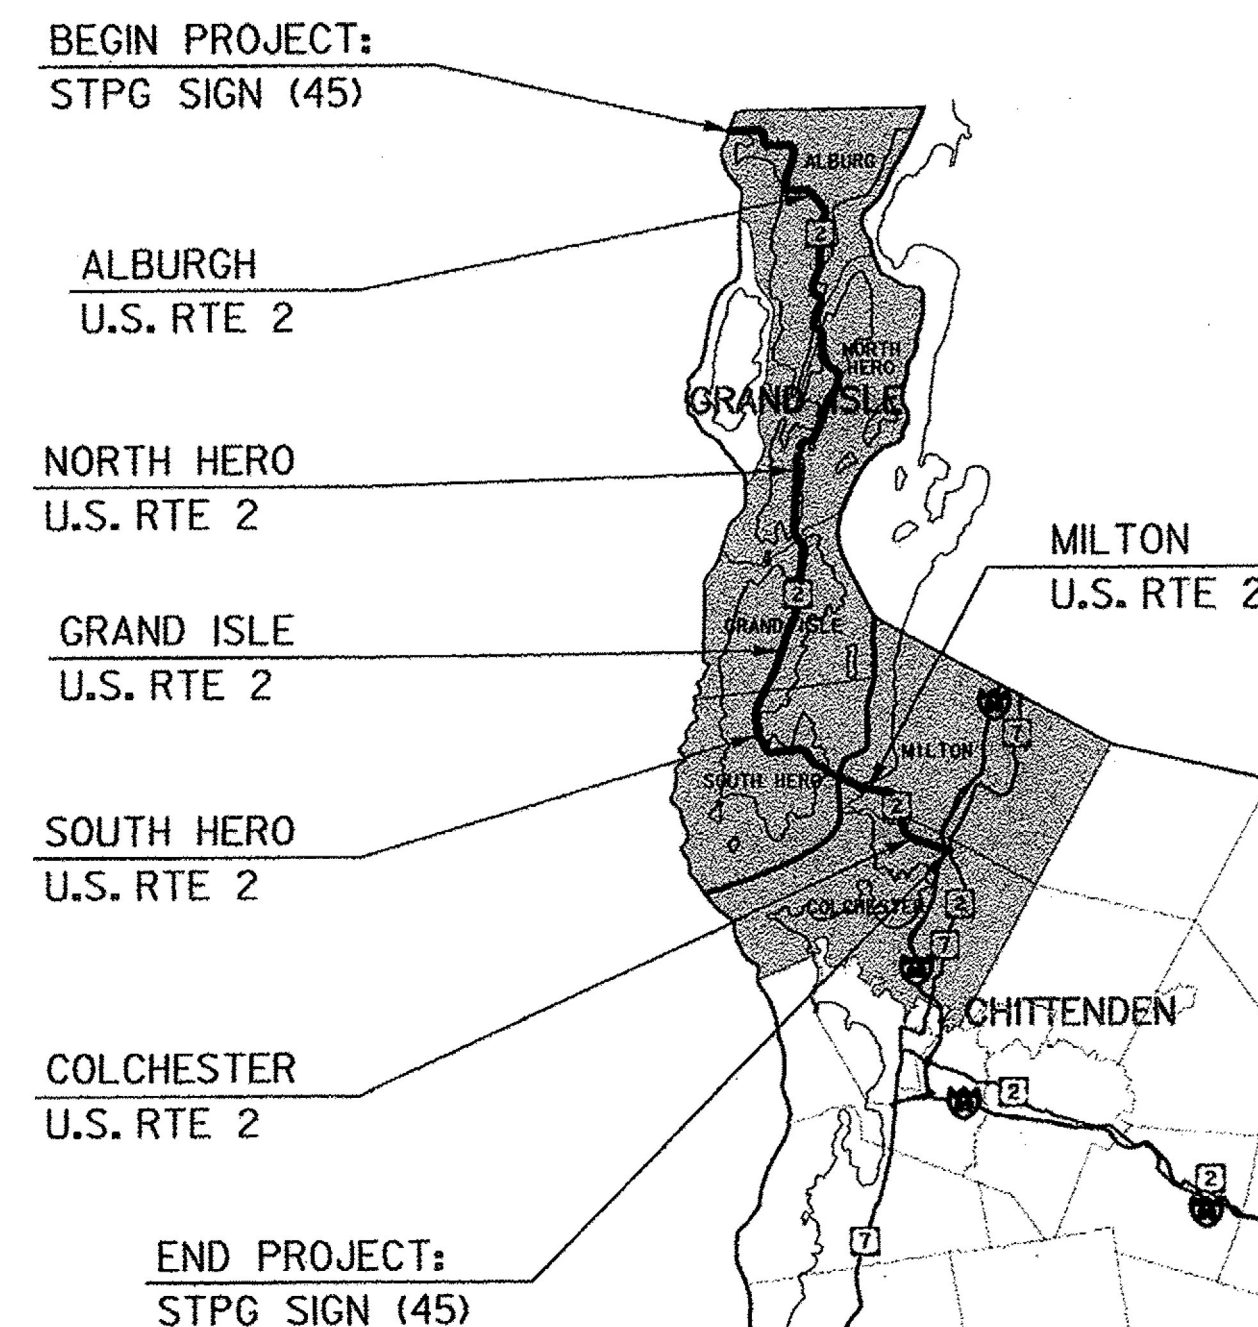 BEGIN PROJECT:
STPG SIGN (45)
ALBURG
2
ALBURGH
U.S. RTE 2
NORTH
HERO
GRAND ISLE
NORTH HERO
U.S. RTE 2
MILTON
U.S. RTE 2
2
GRAND ISLE
GRAND ISLE
U.S. RTE 2
7
MILTON
SOUTH HERO
2
SOUTH HERO
U.S. RTE 2
COLCHESTER
2
7
CHITTENDEN
COLCHESTER
U.S. RTE 2
2
2
7
END PROJECT:
STPG SIGN (45)